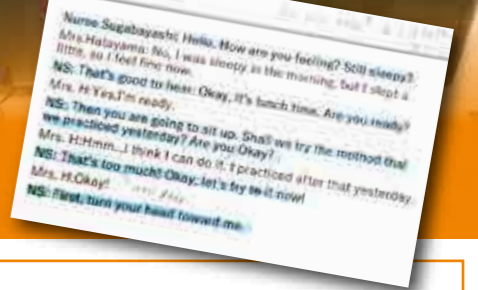 Nurse Sugabayashi: Hello. How are you feeling? Still sleepy?
Mrs.Hatayama: No, I was sleepy in the morning, but I slept a
little, so I feel fine now.
NS: That's good to hear. Okay, it's lunch time. Are you ready?
Mrs. H:Yes,I'm ready.
NS: Then you are going to sit up. Shall we try the method that
we practiced yesterday? Are you Okay?
Mrs. H:Hmm...I think I can do it. I practiced after that yesterday.
NS: That's too much! Okay, let's try to it now!
Mrs. H:Okay!
NS: First, turn your head toward me.